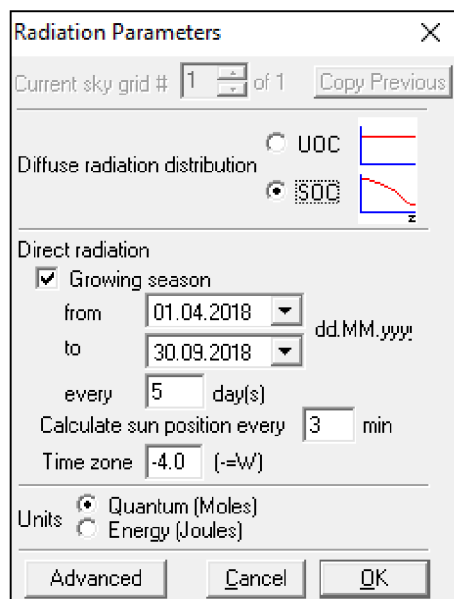 Radiation Parameters
Current sky grid # 1 of 1 Copy Previous
Diffuse radiation distribution
UOC
SOC
z
Direct radiation
Growing season
from 01.04.2018
to 30.09.2018
dd.MM.yyyy
every 5 day(s)
Calculate sun position every 3 min
Time zone -4.0 (-=W)
Units
Quantum (Moles)
Energy (Joules)
Advanced Cancel OK